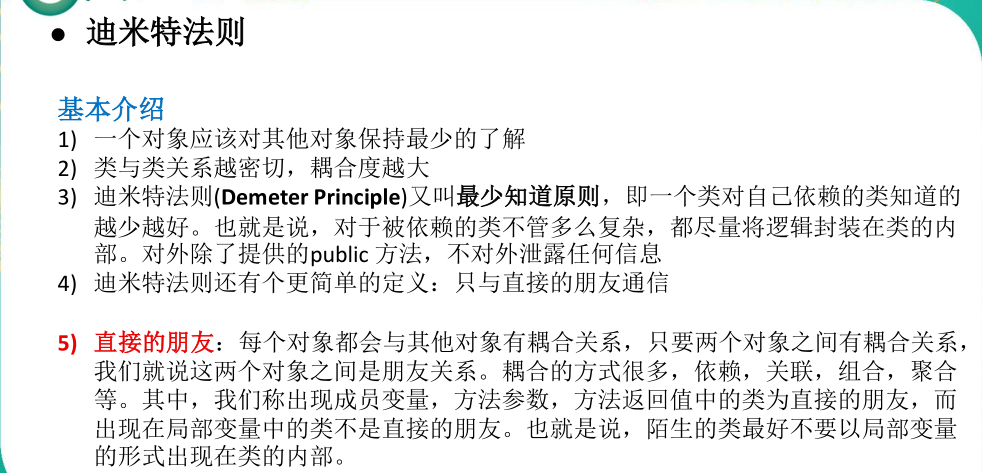 ● 迪米特法则
基本介绍
1) 一个对象应该对其他对象保持最少的了解
2) 类与类关系越密切，耦合度越大
3) 迪米特法则(Demeter Principle)又叫最少知道原则，即一个类对自己依赖的类知道的
越少越好。也就是说，对于被依赖的类不管多么复杂，都尽量将逻辑封装在类的内
部。对外除了提供的public 方法，不对外泄露任何信息
4) 迪米特法则还有个更简单的定义：只与直接的朋友通信
5) 直接的朋友：每个对象都会与其他对象有耦合关系，只要两个对象之间有耦合关系，
我们就说这两个对象之间是朋友关系。耦合的方式很多，依赖，关联，组合，聚合
等。其中，我们称出现成员变量，方法参数，方法返回值中的类为直接的朋友，而
出现在局部变量中的类不是直接的朋友。也就是说，陌生的类最好不要以局部变量
的形式出现在类的内部。